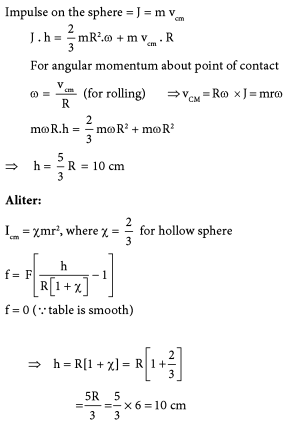 Impulse on the sphere = J = m v_cm
J . h = 2/3 mR².ω + m v_cm . R
For angular momentum about point of contact
ω = v_cm/R (for rolling) ⇒ v_CM = Rω × J = mrω
mωR.h = 2/3 mωR² + mωR²
⇒ h = 5/3 R = 10 cm
Aliter:
I_cm = χmr², where χ = 2/3 for hollow sphere
f = F[h/(R[1 + χ]) − 1]
f = 0 (∵ table is smooth)
⇒ h = R[1 + χ] = R[1 + 2/3]
= 5R/3 = 5/3 × 6 = 10 cm